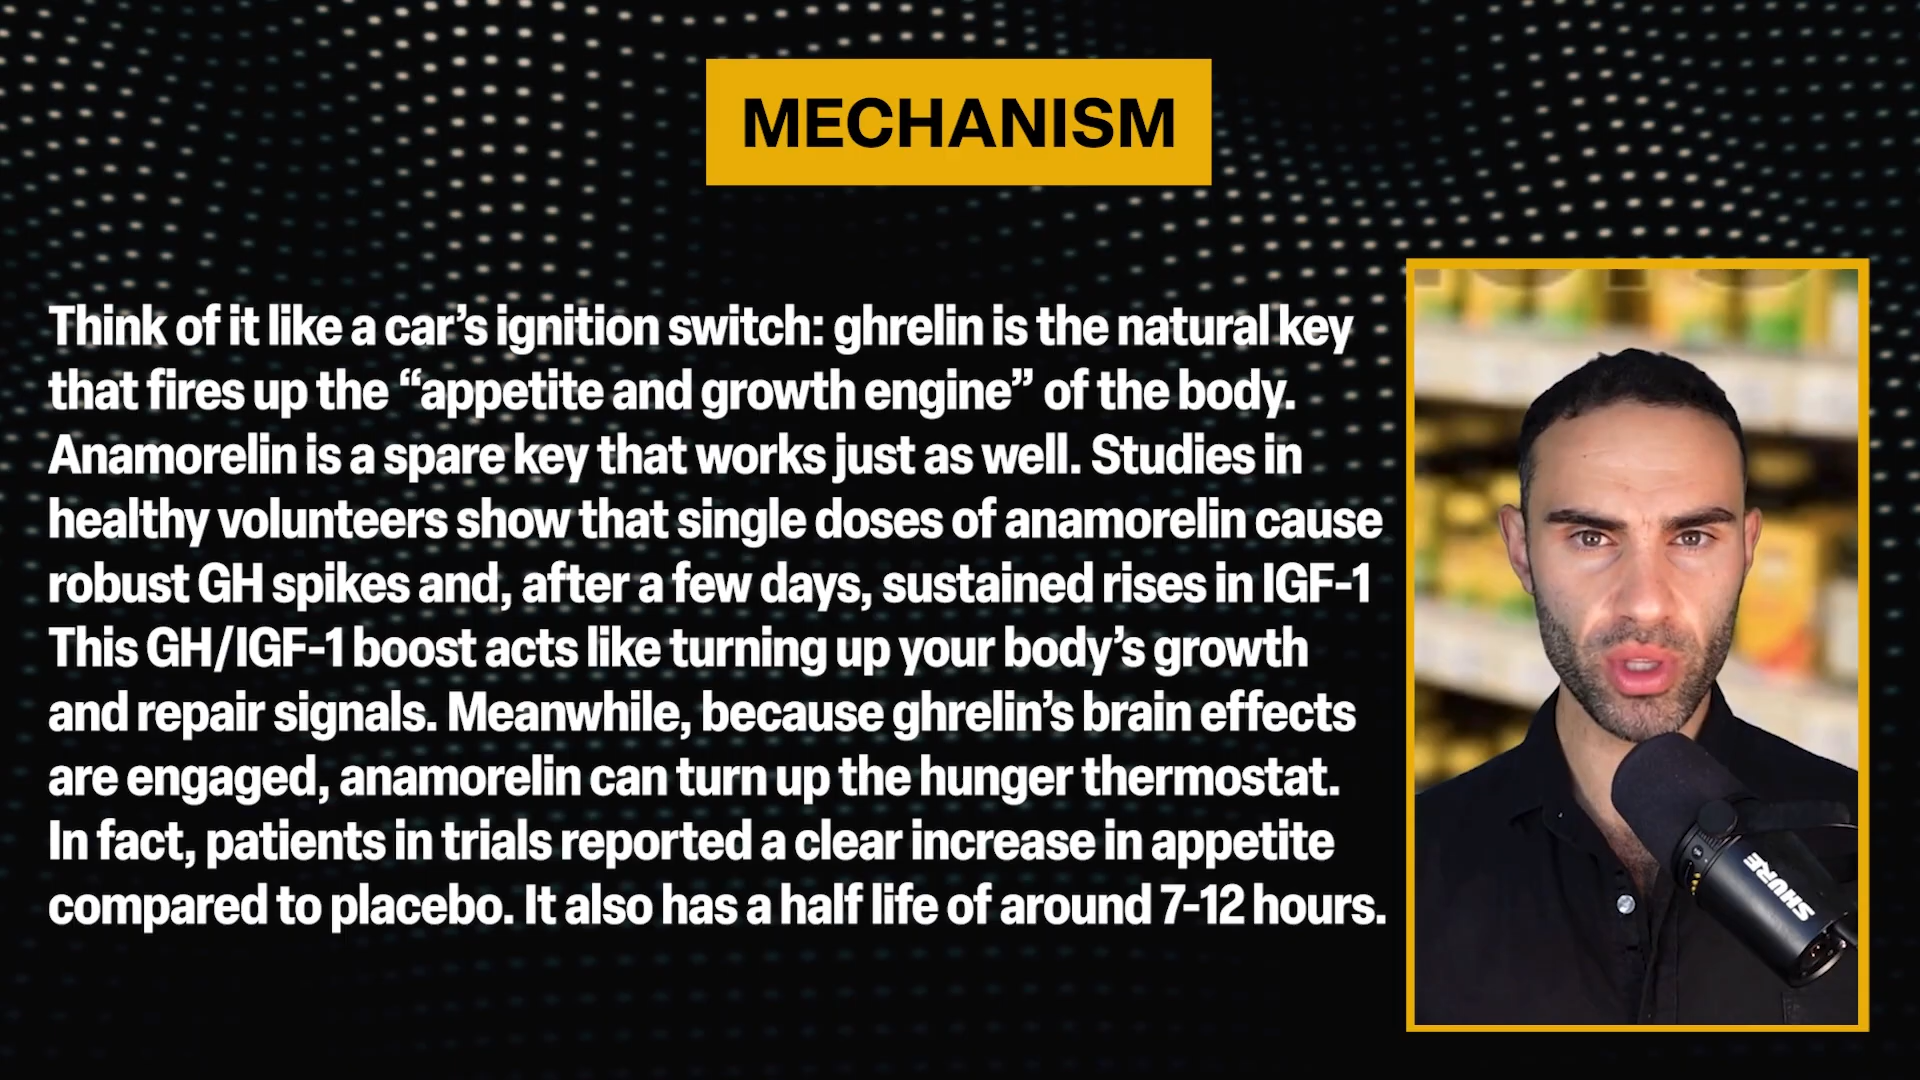 MECHANISM
Think of it like a car’s ignition switch: ghrelin is the natural key
that fires up the “appetite and growth engine” of the body.
Anamorelin is a spare key that works just as well. Studies in
healthy volunteers show that single doses of anamorelin cause
robust GH spikes and, after a few days, sustained rises in IGF-1
This GH/IGF-1 boost acts like turning up your body’s growth
and repair signals. Meanwhile, because ghrelin’s brain effects
are engaged, anamorelin can turn up the hunger thermostat.
In fact, patients in trials reported a clear increase in appetite
compared to placebo. It also has a half life of around 7-12 hours.
SHURE